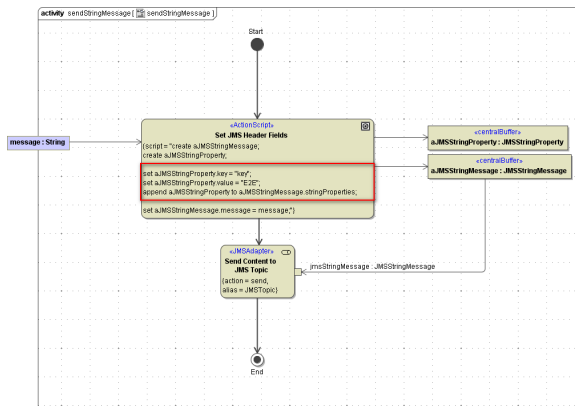 activity sendStringMessage [ sendStringMessage ]
Start
message : String
«ActionScript»
Set JMS Header Fields
{script = "create aJMSStringMessage;
create aJMSStringProperty,
set aJMSStringProperty.key = "key";
set aJMSStringProperty.value = "E2E";
append aJMSStringProperty to aJMSStringMessage.stringProperties;
set aJMSStringMessage.message = message;"}
«centralBuffer»
aJMSStringProperty : JMSStringProperty
«centralBuffer»
aJMSStringMessage : JMSStringMessage
«JMSAdapter»
Send Content to
JMS Topic
{action = send,
alias = JMSTopic}
jmsStringMessage : JMSStringMessage
End